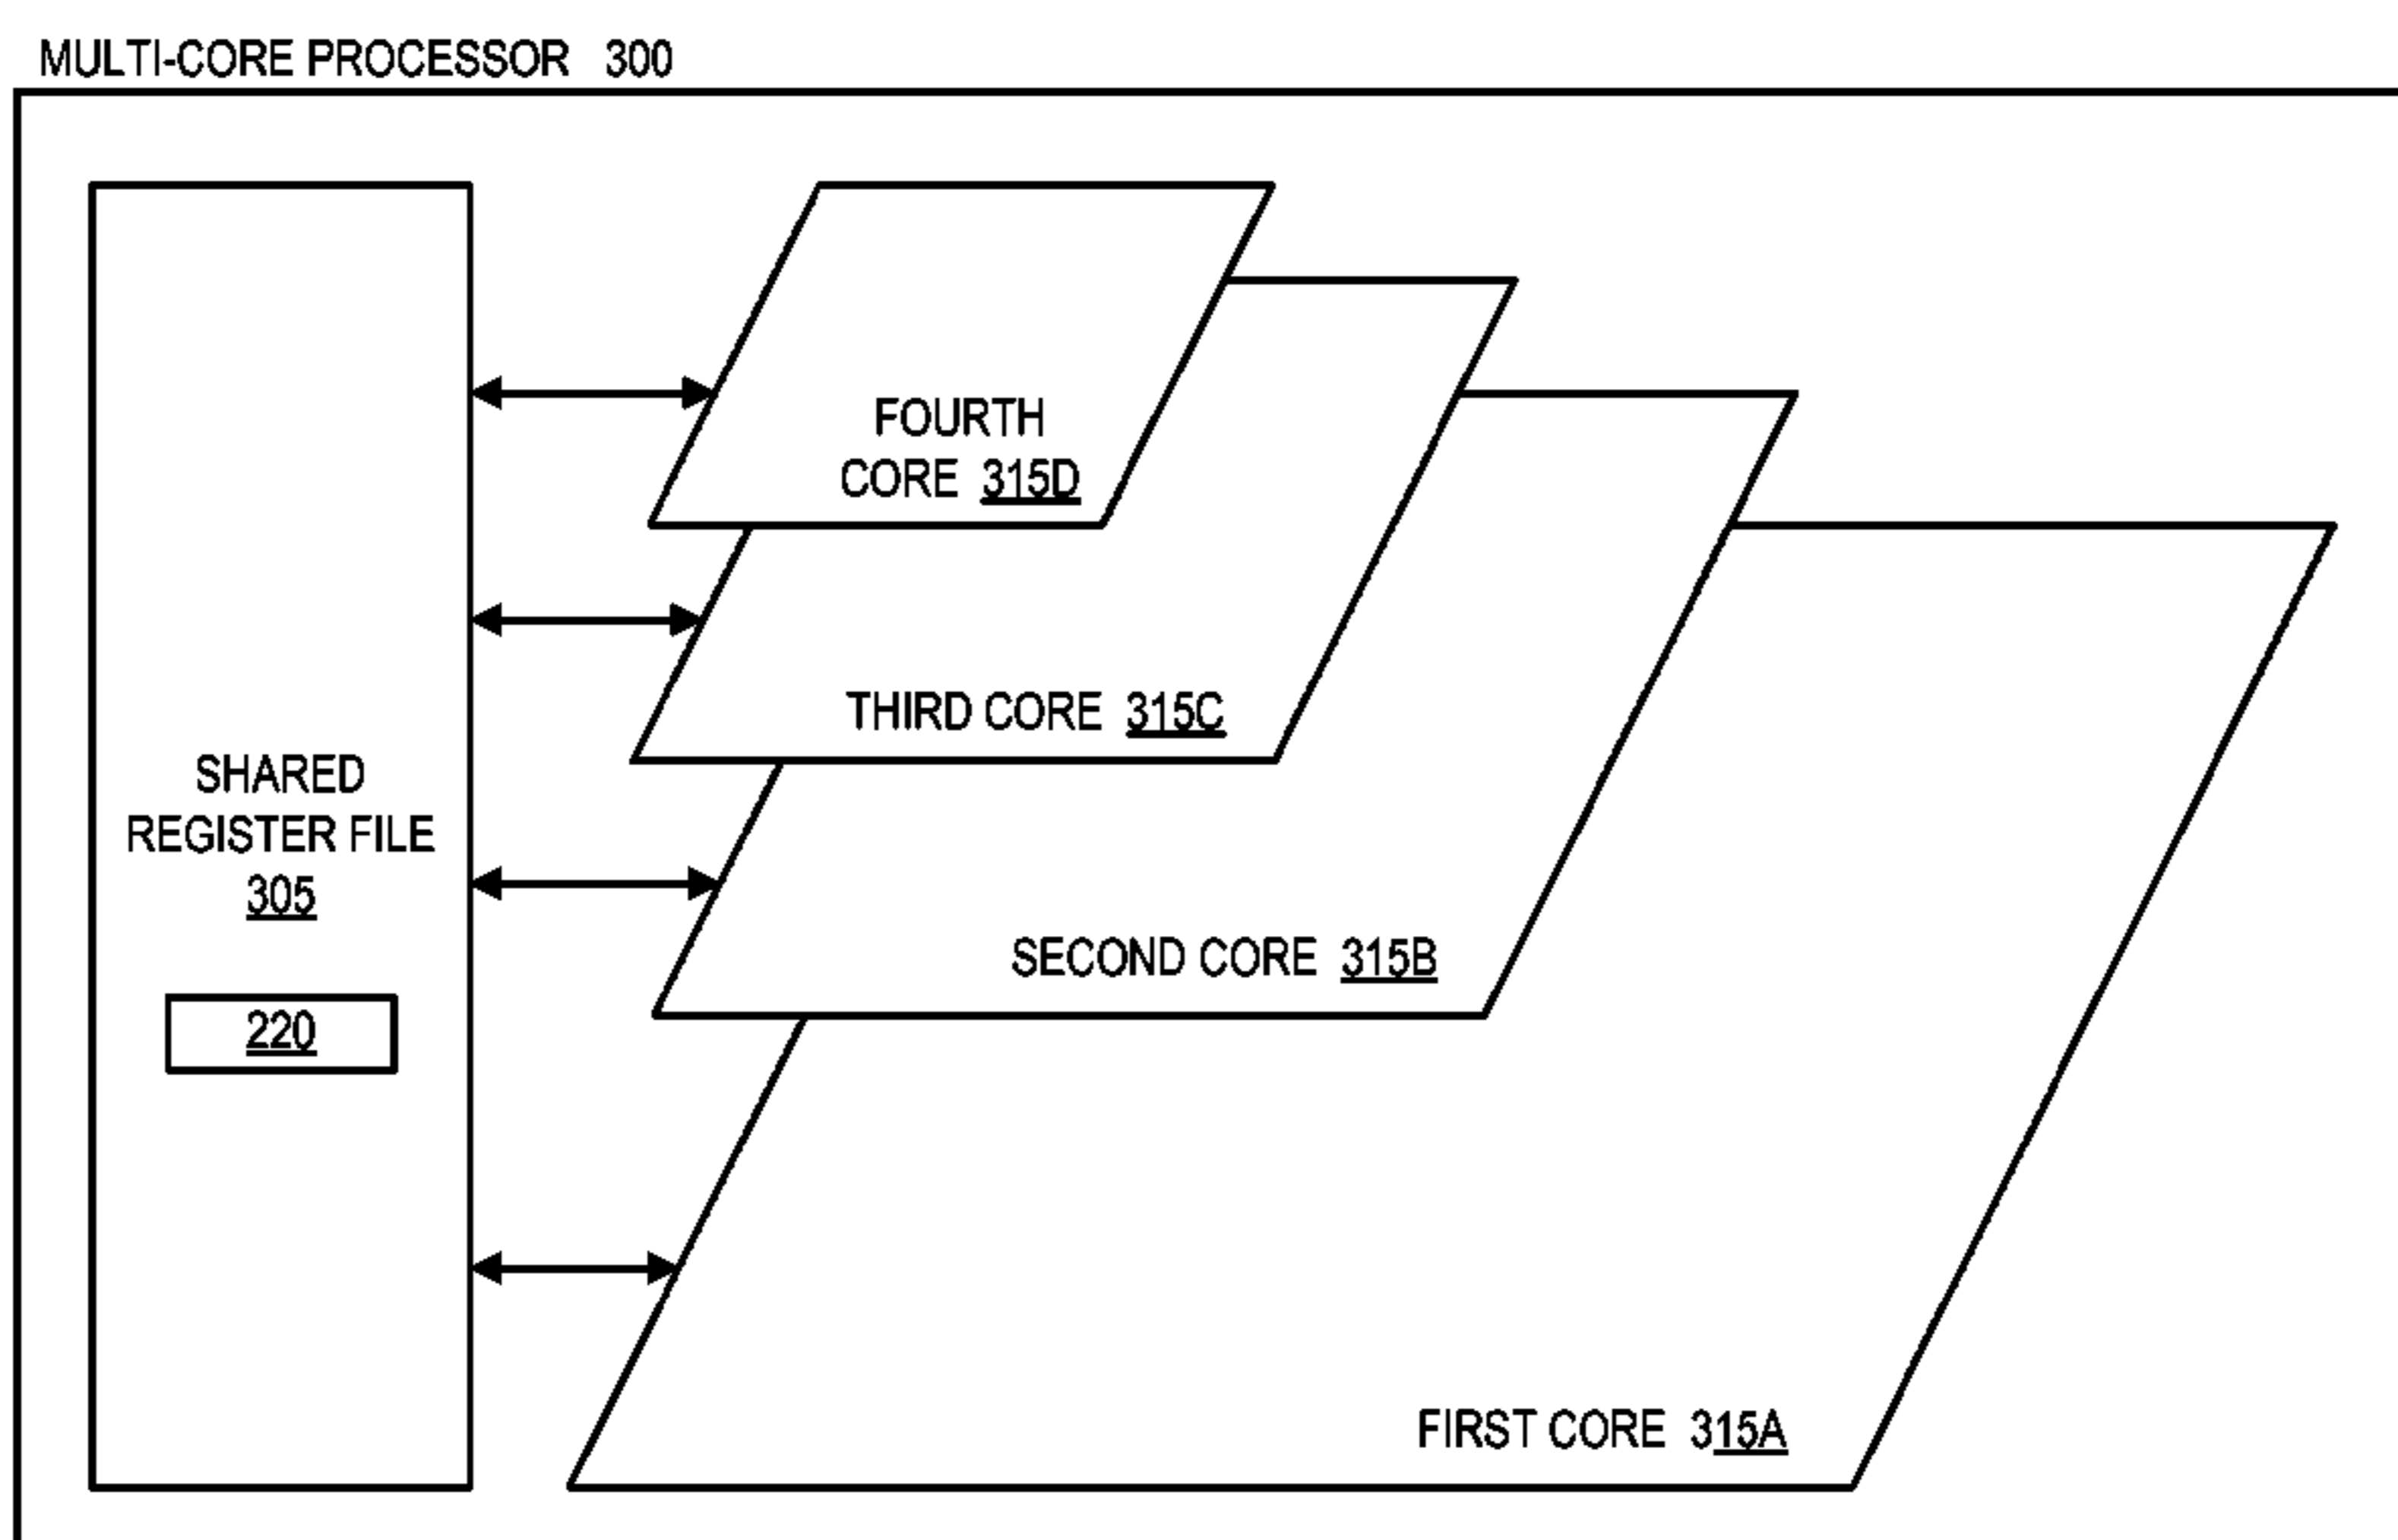 MULTI-CORE PROCESSOR 300
FOURTH
CORE 315D
THIRD CORE 315C
SHARED
REGISTER FILE
305
SECOND CORE 315B
220
FIRST CORE 315A